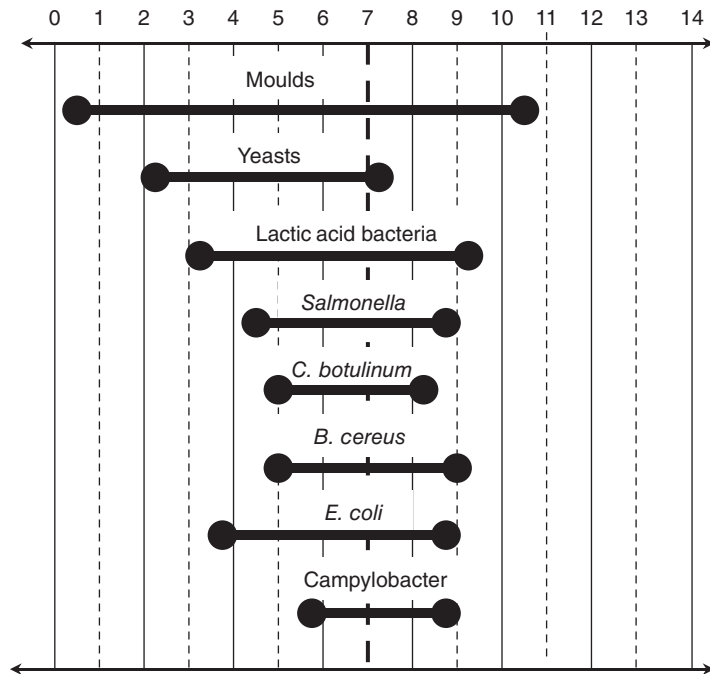 0 1 2 3 4 5 6 7 8 9 10 11 12 13 14
Moulds
Yeasts
Lactic acid bacteria
Salmonella
C. botulinum
B. cereus
E. coli
Campylobacter